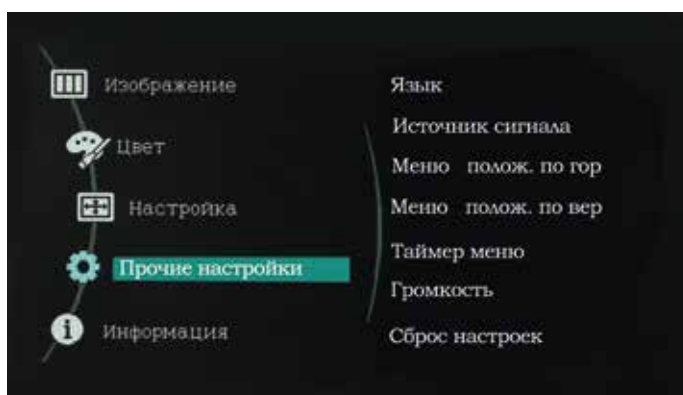 Изображение
Цвет
Настройка
Прочие настройки
Информация
Язык
Источник сигнала
Меню полож. по гор
Меню полож. по вер
Таймер меню
Громкость
Сброс настроек